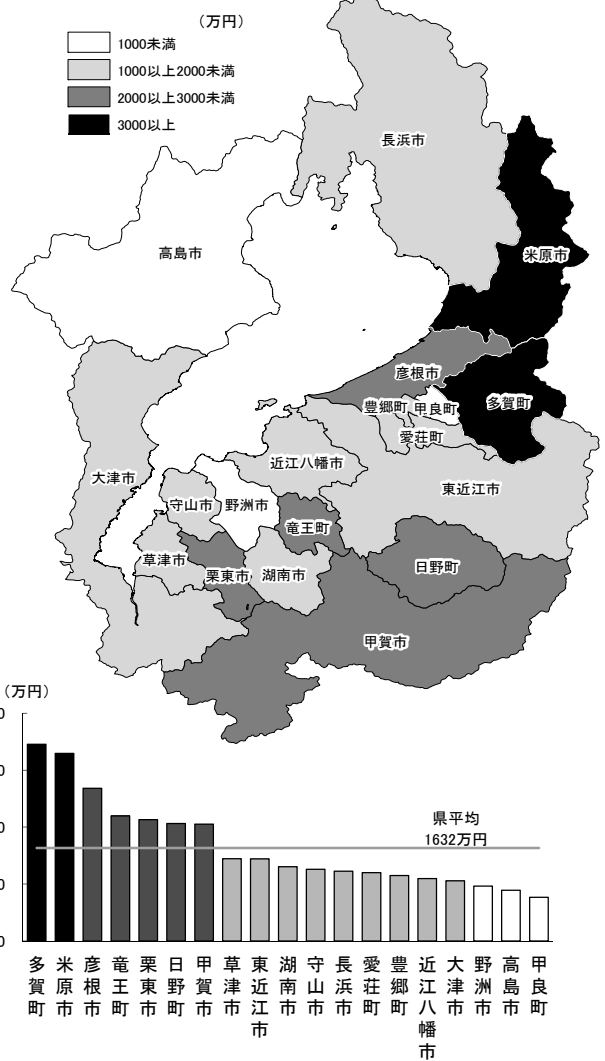 （万円）
1000未満
1000以上2000未満
2000以上3000未満
3000以上
長浜市
高島市
米原市
彦根市
豊郷町
甲良町
多賀町
愛荘町
近江八幡市
東近江市
大津市
守山市
野洲市
竜王町
草津市
栗東市
湖南市
日野町
甲賀市
（万円）
0
0
0
0
0
県平均
1632万円
多賀町
米原市
彦根市
竜王町
栗東市
日野町
甲賀市
草津市
東近江市
湖南市
守山市
長浜市
愛荘町
豊郷町
近江八幡市
大津市
野洲市
高島市
甲良町